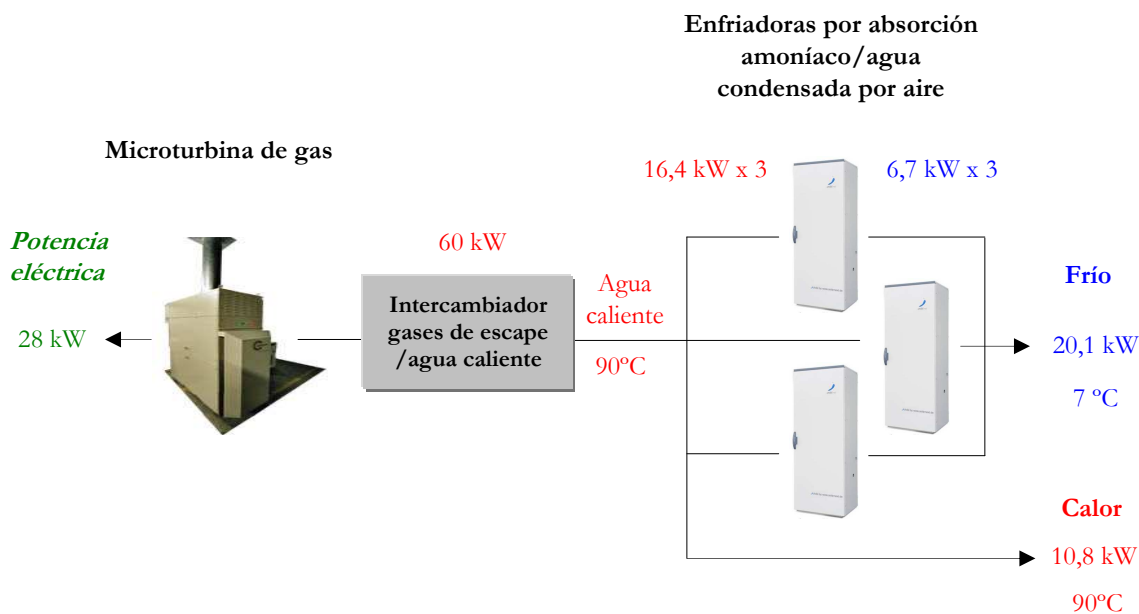 Enfriadoras por absorción
amoníaco/agua
condensada por aire
Microturbina de gas
16,4 kW x 3
6,7 kW x 3
Potencia
eléctrica
28 kW
60 kW
Intercambiador
gases de escape
/agua caliente
Agua
caliente
90ºC
Frío
20,1 kW
7 ºC
Calor
10,8 kW
90ºC